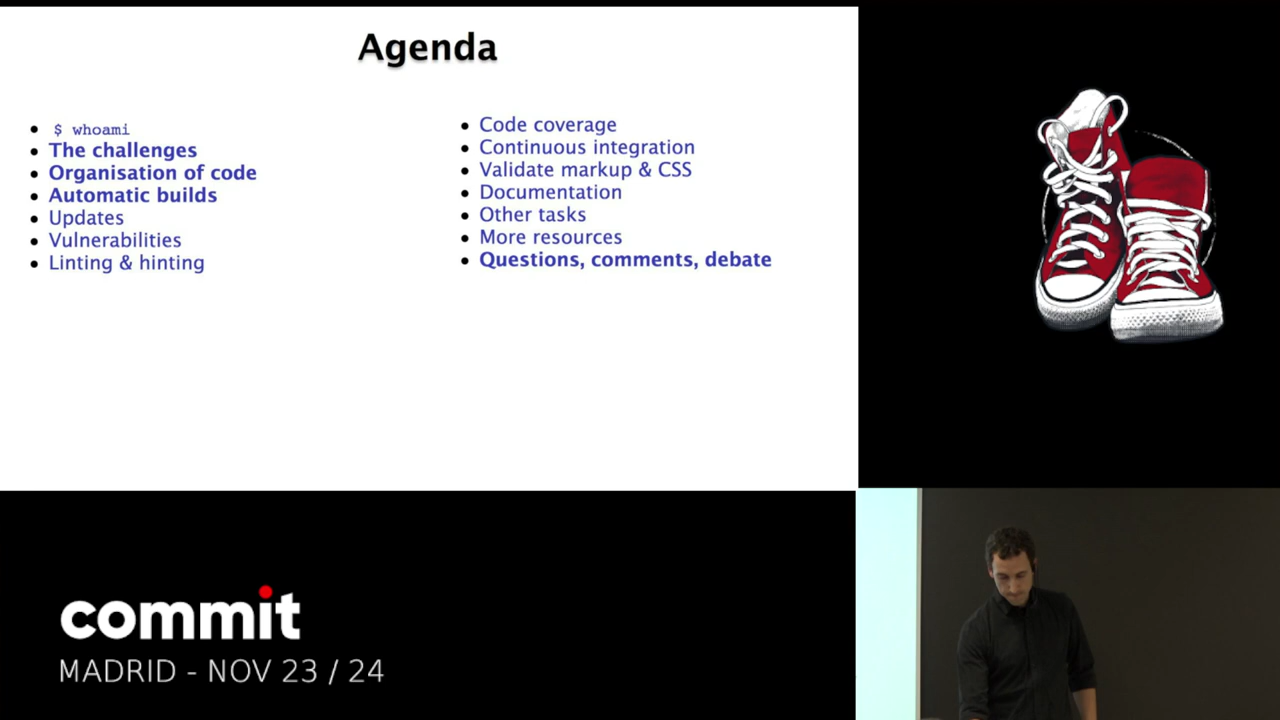 Agenda
$ whoami
The challenges
Organisation of code
Automatic builds
Updates
Vulnerabilities
Linting & hinting
Code coverage
Continuous integration
Validate markup & CSS
Documentation
Other tasks
More resources
Questions, comments, debate
commit
MADRID - NOV 23 / 24